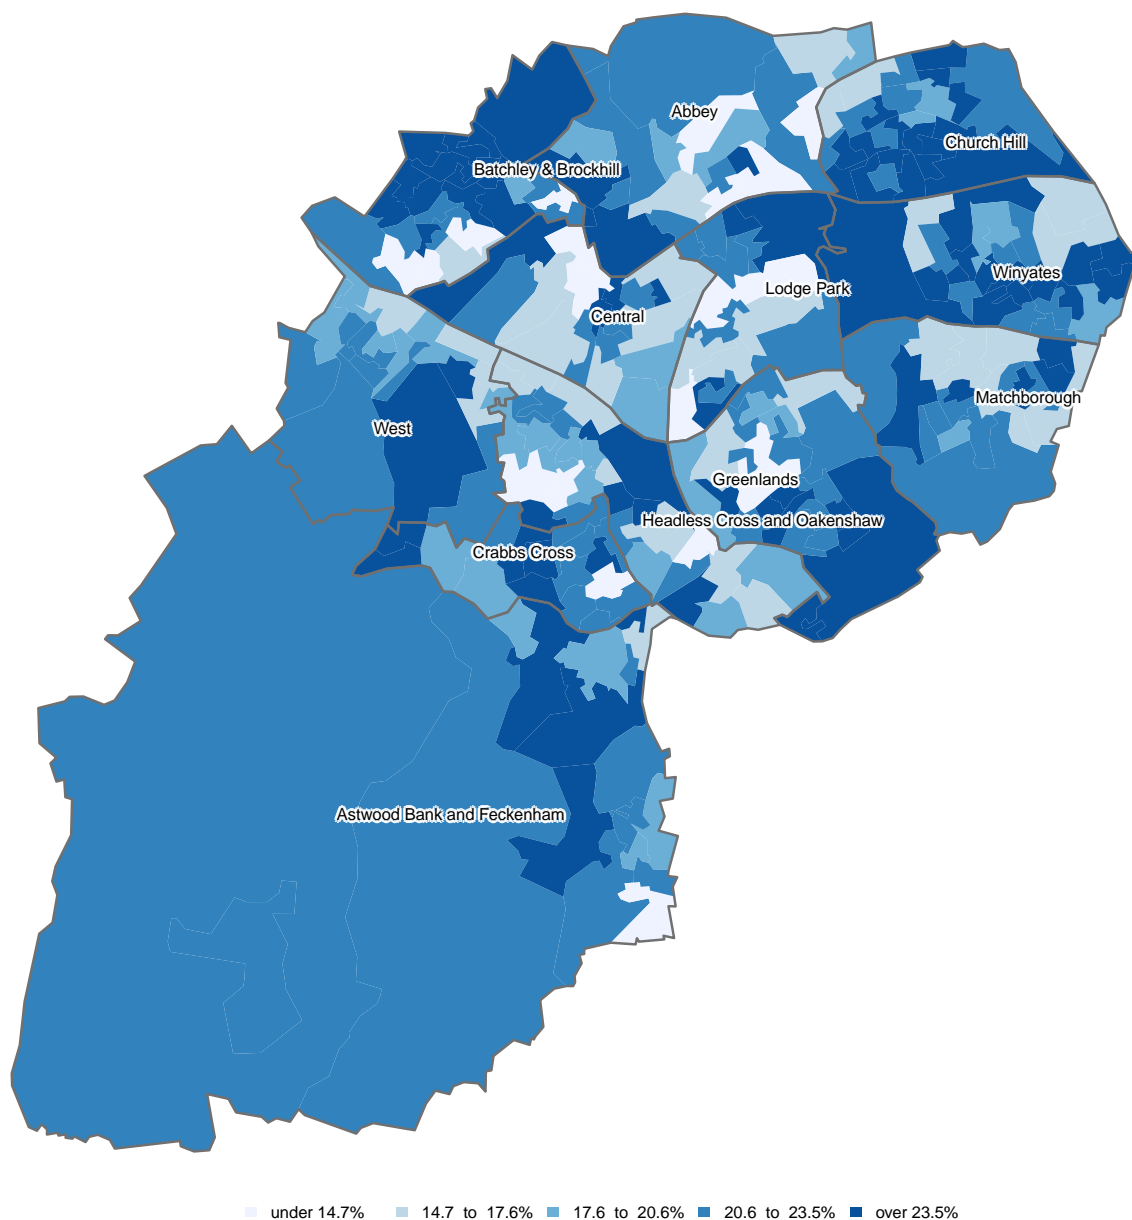 Abbey
Church Hill
Batchley & Brockhill
Winyates
Lodge Park
Central
Matchborough
West
Greenlands
Headless Cross and Oakenshaw
Crabbs Cross
Astwood Bank and Feckenham
under 14.7% 14.7 to 17.6% 17.6 to 20.6% 20.6 to 23.5% over 23.5%